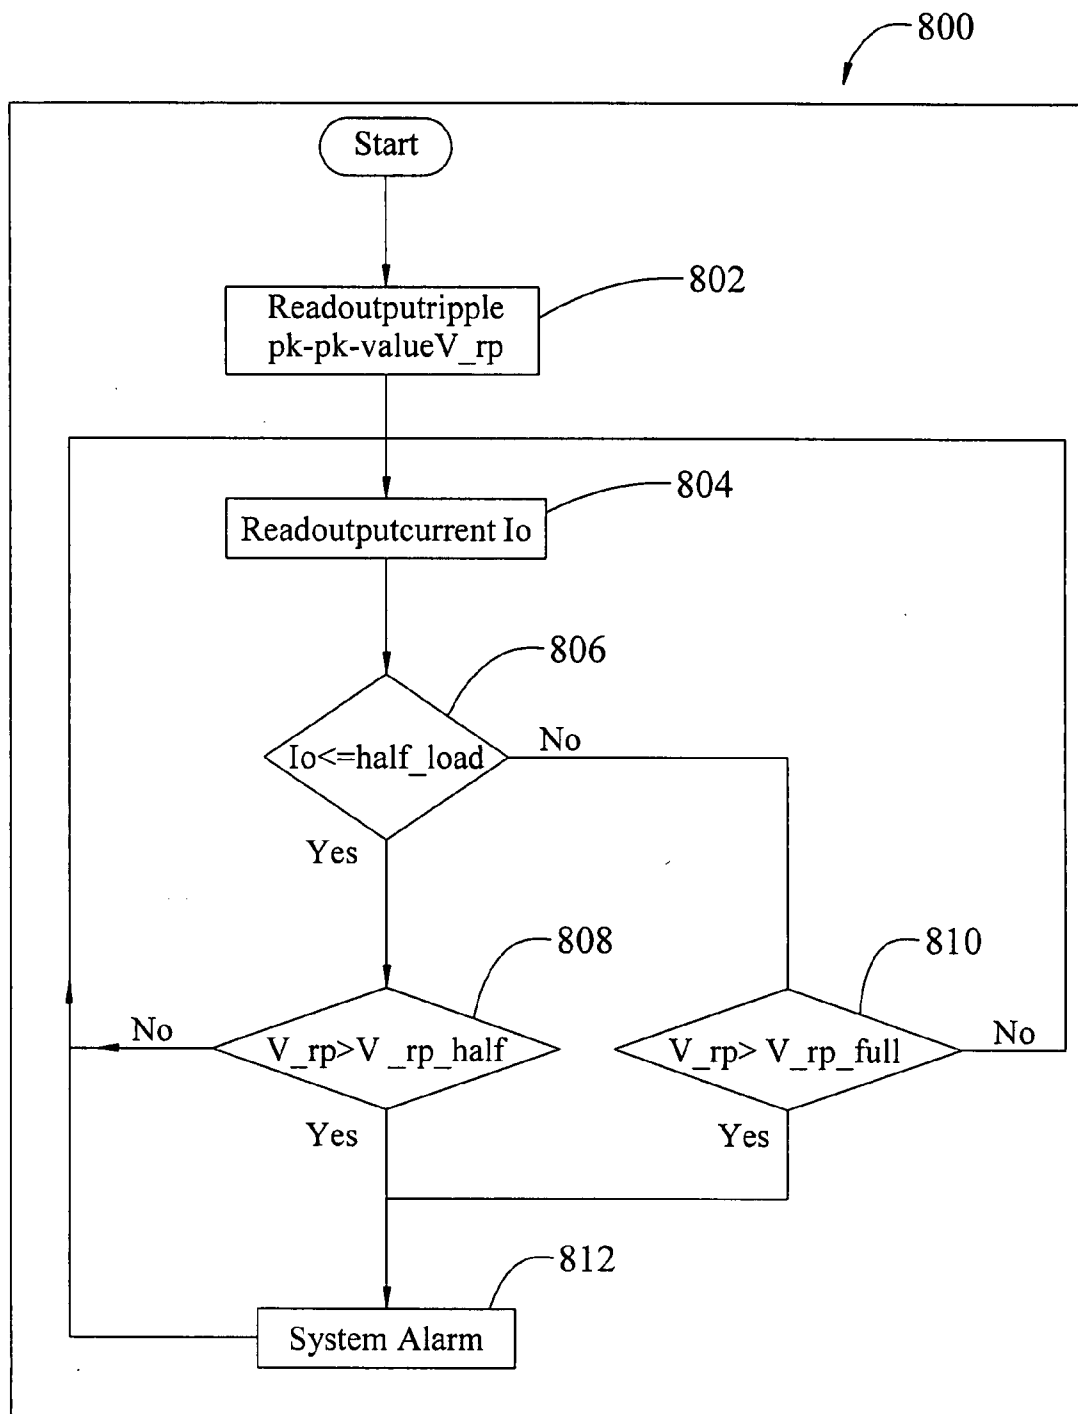 800
Start
802
Readoutputripple
pk-pk-valueV_rp
804
Readoutputcurrent Io
806
Io<=half_load
No
Yes
808
810
No
V_rp>V _rp_half
V_rp> V_rp_full
No
Yes
Yes
812
System Alarm